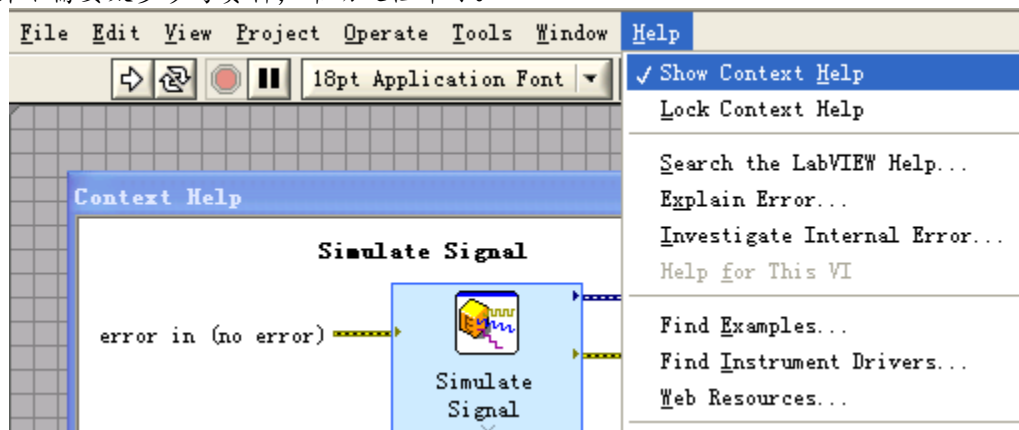 File Edit View Project Operate Tools Window Help
18pt Application Font
Show Context Help
Lock Context Help
Search the LabVIEW Help...
Explain Error...
Investigate Internal Error...
Help for This VI
Find Examples...
Find Instrument Drivers...
Web Resources...
Context Help
Simulate Signal
error in (no error)
Simulate
Signal